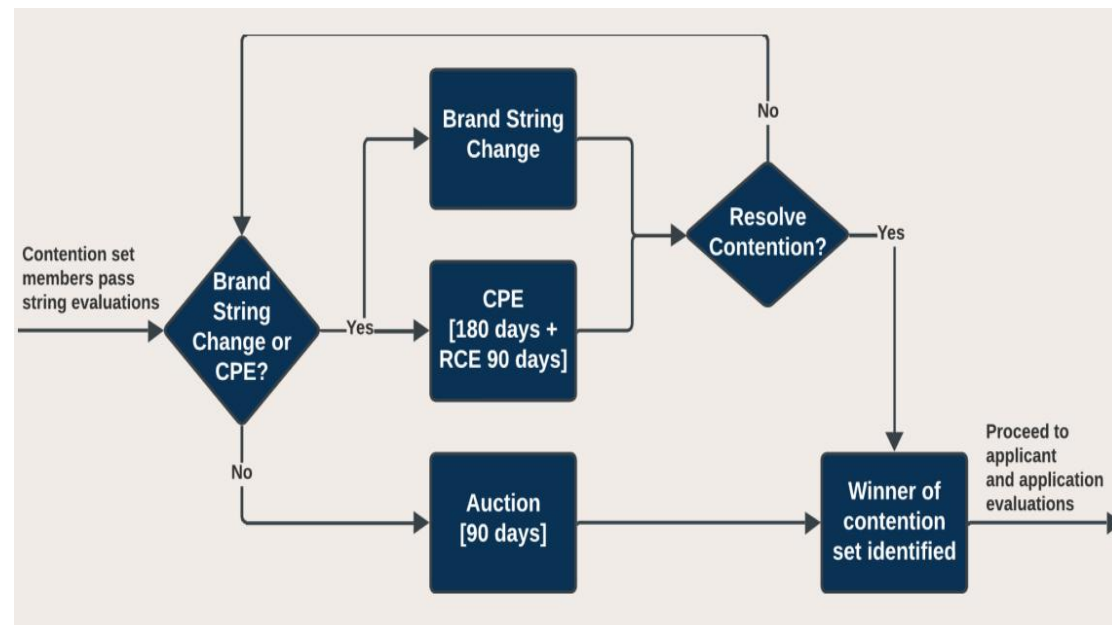 No
Brand String
Change
Resolve
Contention?
Yes
Contention set
members pass
string evaluations
Brand
String
Change or
CPE?
Yes
CPE
[180 days +
RCE 90 days]
No
Auction
[90 days]
Winner of
contention
set identified
Proceed to
applicant
and application
evaluations